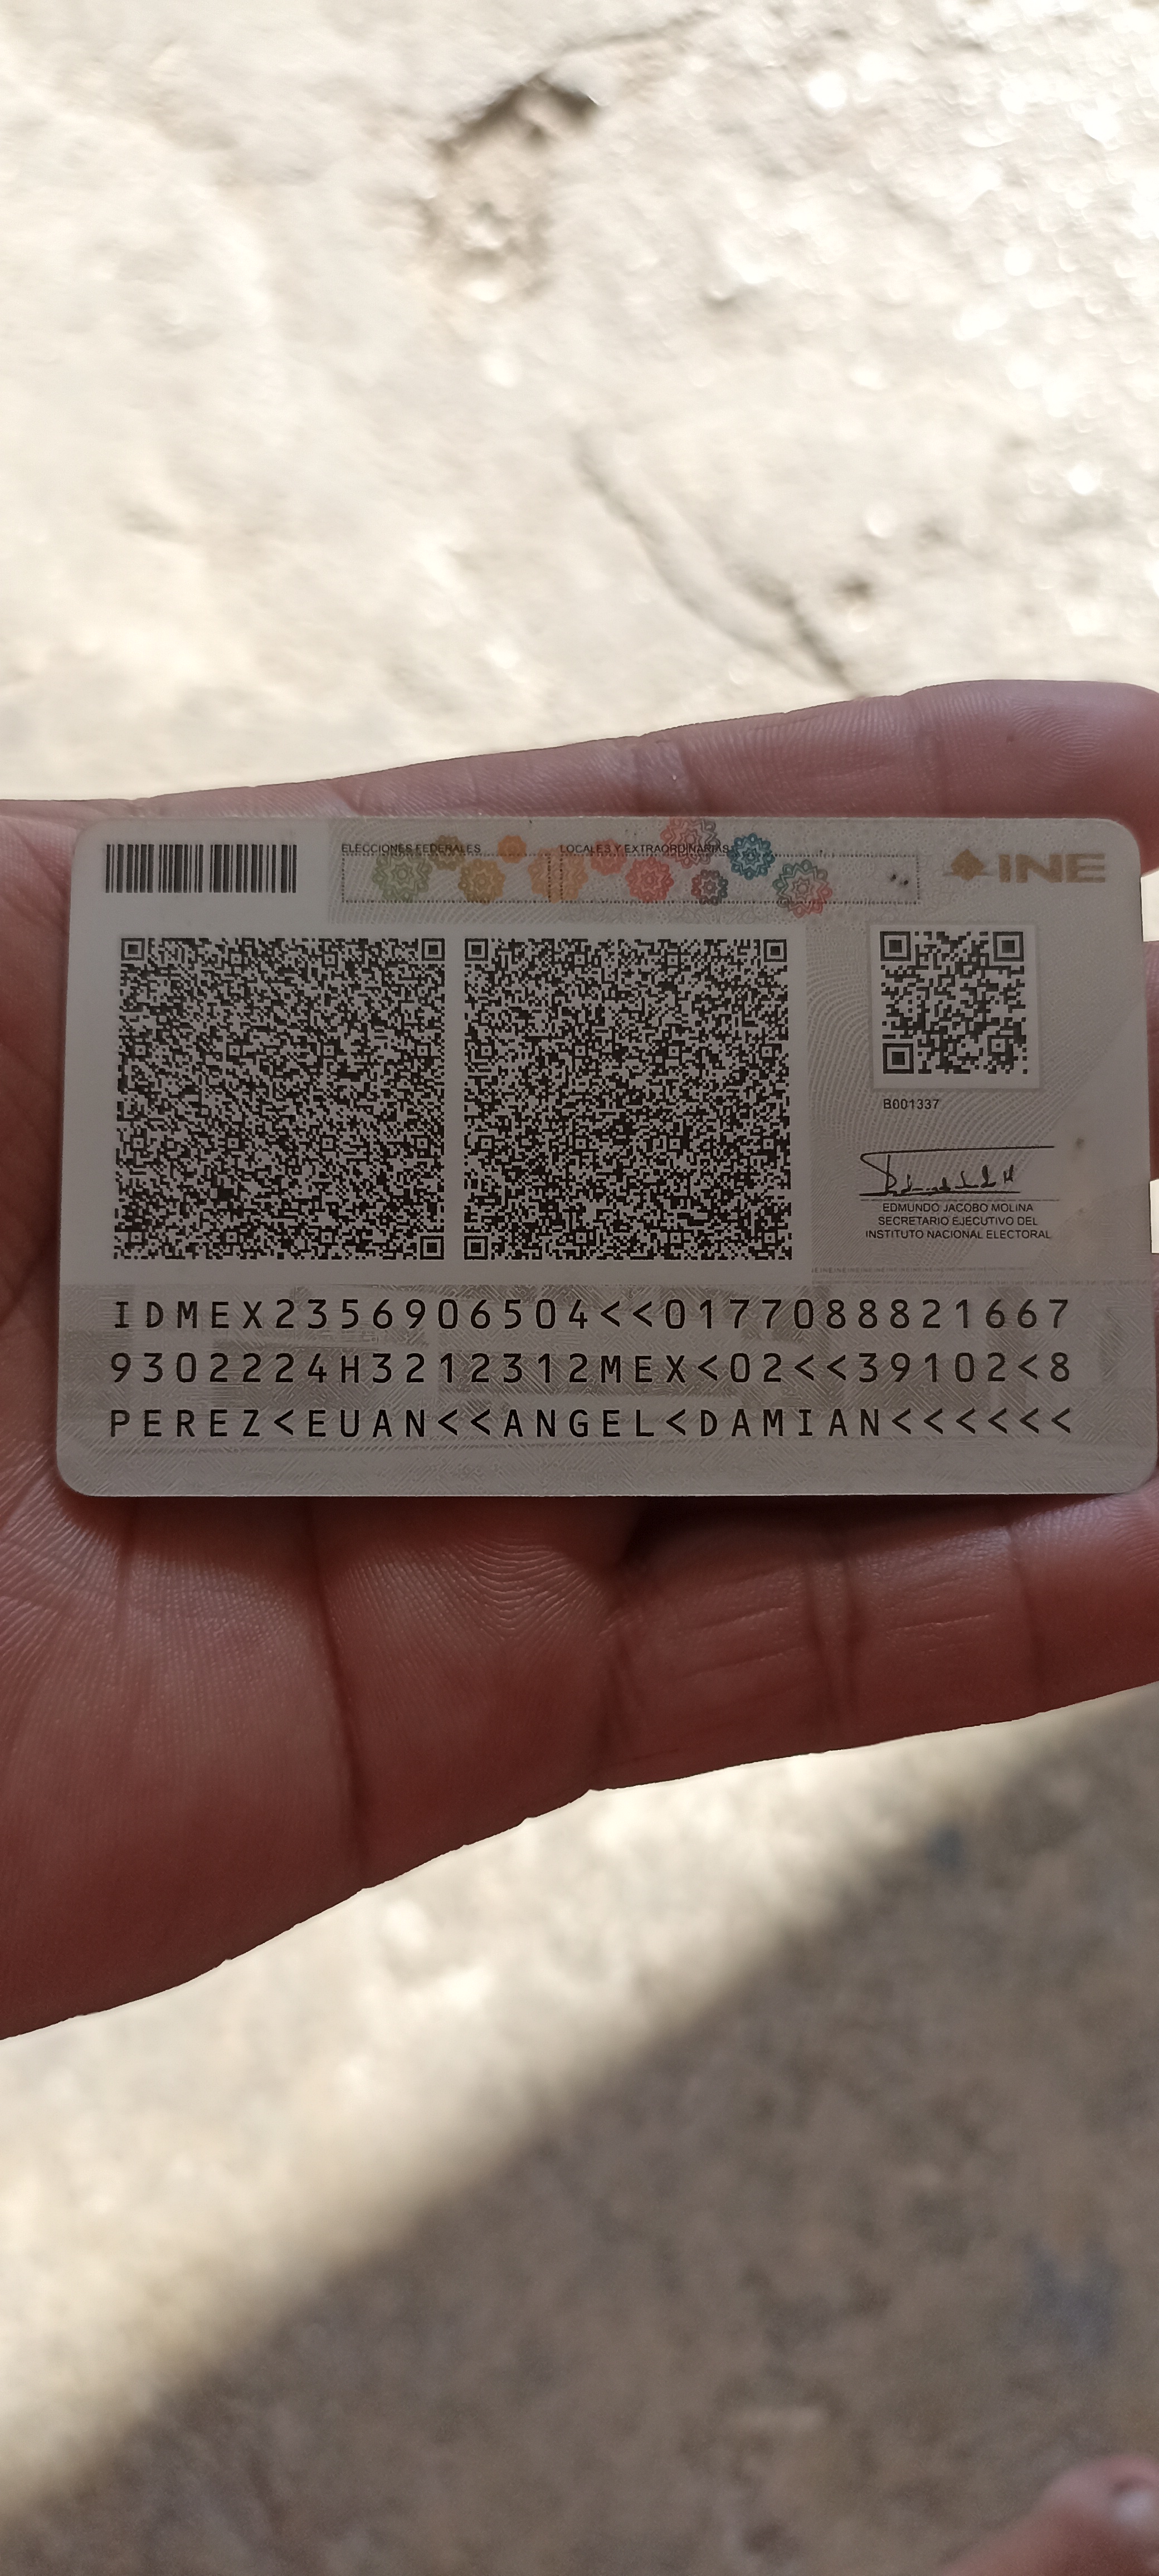 ELECCIONES FEDERALES LOCALES Y EXTRAORDINARIAS
INE
B001337
EDMUNDO JACOBO MOLINA
SECRETARIO EJECUTIVO DEL
INSTITUTO NACIONAL ELECTORAL
IDMEX2356906504<<0177088821667
9302224H3212312MEX<02<<39102<8
PEREZ<EUAN<<ANGEL<DAMIAN<<<<<<